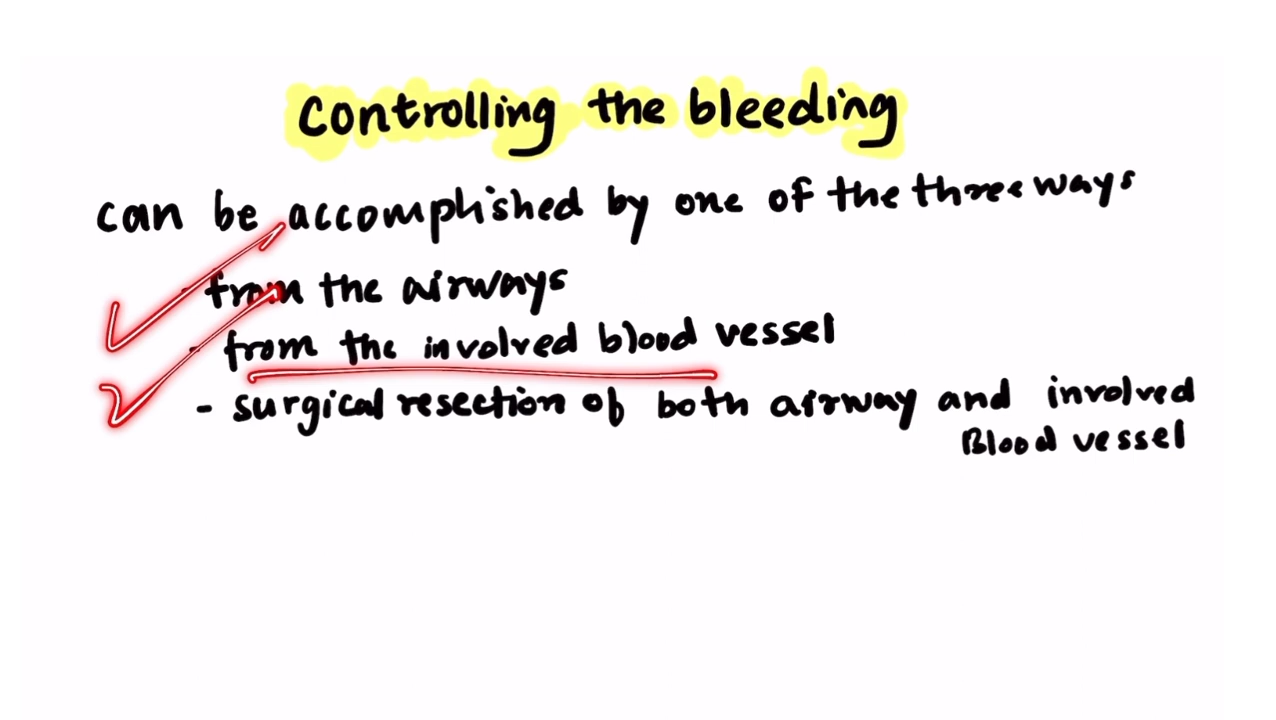 controlling the bleeding
can be accomplished by one of the three ways
- from the airways
- from the involved blood vessel
- surgical resection of both airway and involved
Blood vessel